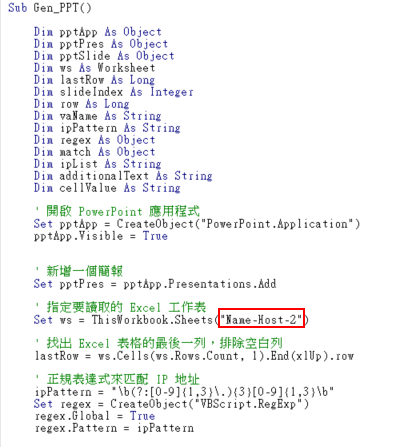 Sub Gen_PPT()
Dim pptApp As Object
Dim pptPres As Object
Dim pptSlide As Object
Dim ws As Worksheet
Dim lastRow As Long
Dim slideIndex As Integer
Dim row As Long
Dim vaName As String
Dim ipPattern As String
Dim regex As Object
Dim match As Object
Dim ipList As String
Dim additionalText As String
Dim cellValue As String
' 開啟 PowerPoint 應用程式
Set pptApp = CreateObject("PowerPoint.Application")
pptApp.Visible = True
' 新增一個簡報
Set pptPres = pptApp.Presentations.Add
' 指定要讀取的 Excel 工作表
Set ws = ThisWorkbook.Sheets("Name-Host-2")
' 找出 Excel 表格的最後一列，排除空白列
lastRow = ws.Cells(ws.Rows.Count, 1).End(xlUp).row
' 正規表達式來匹配 IP 地址
ipPattern = "\b(?:[0-9]{1,3}\.){3}[0-9]{1,3}\b"
Set regex = CreateObject("VBScript.RegExp")
regex.Global = True
regex.Pattern = ipPattern